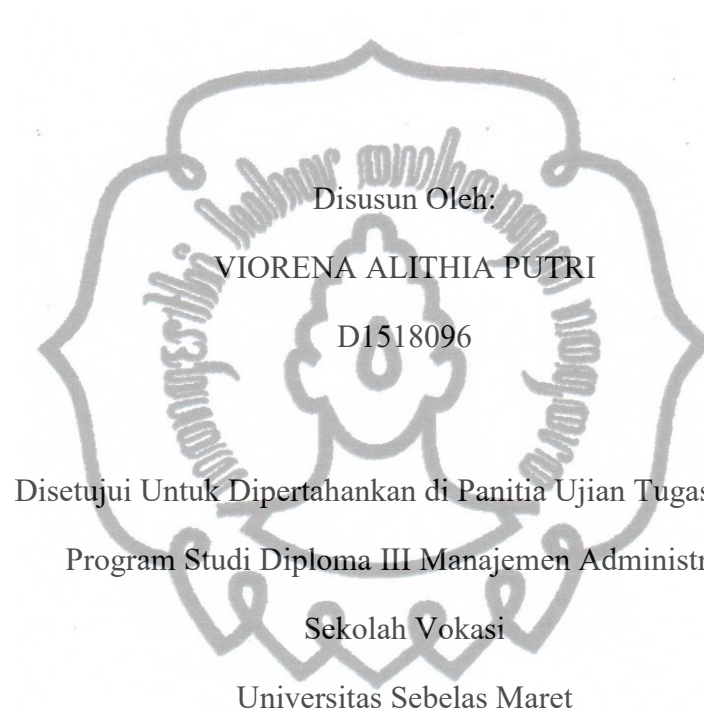 Disusun Oleh:
VIORENA ALITHIA PUTRI
D1518096
Disetujui Untuk Dipertahankan di Panitia Ujian Tugas
Program Studi Diploma III Manajemen Administr
Sekolah Vokasi
Universitas Sebelas Maret